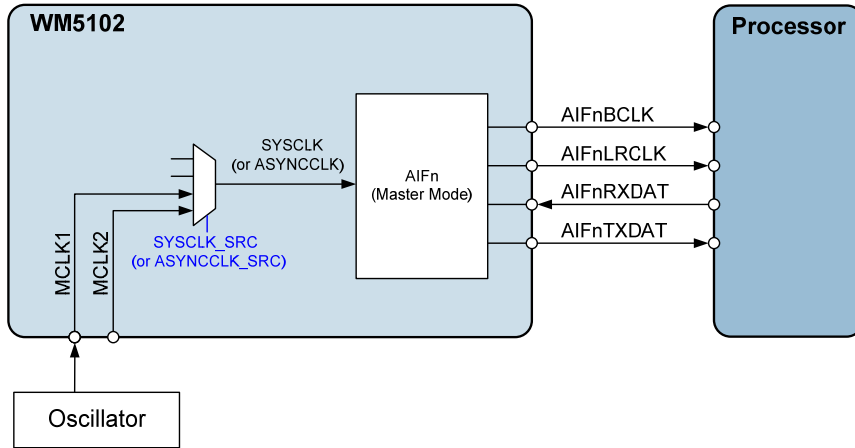 WM5102
Processor
AIFnBCLK
SYSCLK
(or ASYNCCLK)
AIFnLRCLK
AIFn
(Master Mode)
AIFnRXDAT
AIFnTXDAT
SYSCLK_SRC
(or ASYNCCLK_SRC)
MCLK1
MCLK2
Oscillator